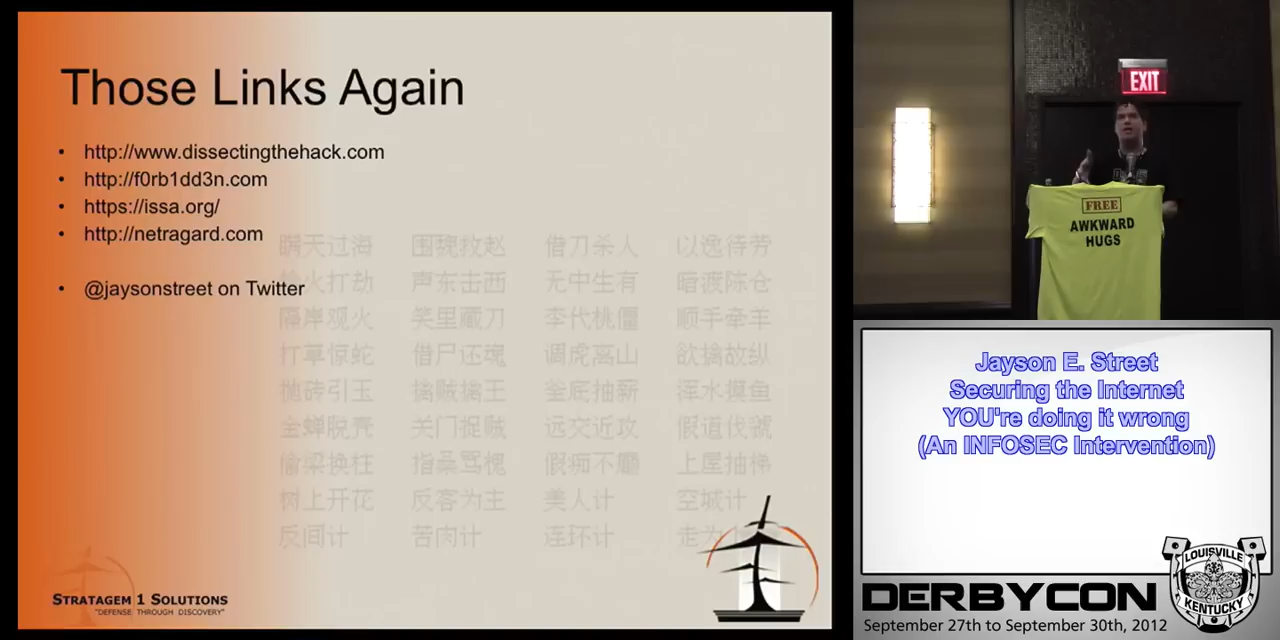 Those Links Again
• http://www.dissectingthehack.com
• http://f0rb1dd3n.com
• https://issa.org/
• http://netragard.com
• @jaysonstreet on Twitter
瞒天过海 围魏救赵 借刀杀人 以逸待劳
火打劫 声东击西 无中生有 暗渡陈仓
隔岸观火 笑里藏刀 李代桃僵 顺手牵羊
打草惊蛇 借尸还魂 调虎离山 欲擒故纵
抛砖引玉 擒贼擒王 釜底抽薪 浑水摸鱼
金蝉脱壳 关门捉贼 远交近攻 假道伐虢
偷梁换柱 指桑骂槐 假痴不癫 上屋抽梯
树上开花 反客为主 美人计 空城计
反间计 苦肉计 连环计 走为
STRATAGEM 1 SOLUTIONS
"DEFENSE THROUGH DISCOVERY"
EXIT
FREE
AWKWARD
HUGS
Jayson E. Street
Securing the Internet
YOU're doing it wrong
(An INFOSEC Intervention)
LOUISVILLE
KENTUCKY
DERBYCON
September 27th to September 30th, 2012